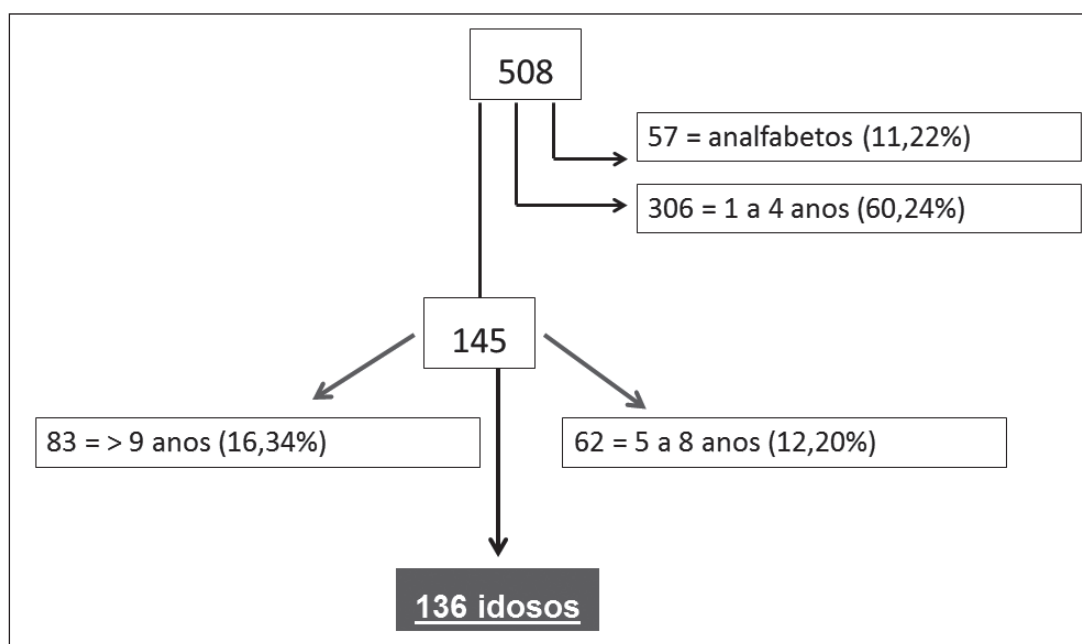 508
57 = analfabetos (11,22%)
306 = 1 a 4 anos (60,24%)
145
83 = > 9 anos (16,34%)
62 = 5 a 8 anos (12,20%)
136 idosos